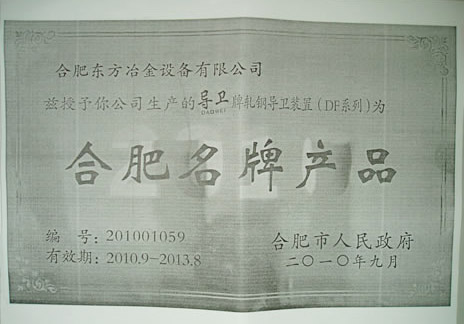 合肥东方冶金设备有限公司
兹授予你公司生产的导卫牌轧钢导卫装置（DF系列）为
DAOWEI
合肥名牌产品
编 号：201001059
有效期：2010.9-2013.8
合肥市人民政府
二〇一〇年九月